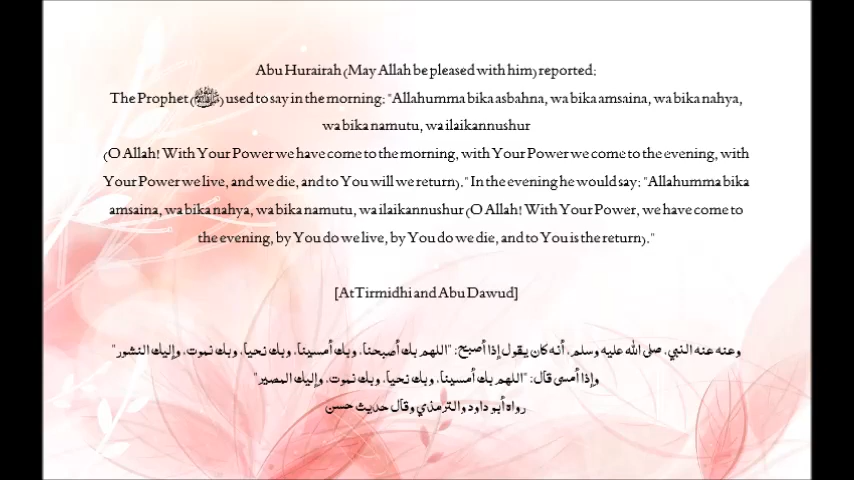 Abu Hurairah (May Allah be pleased with him) reported:
The Prophet (ﷺ) used to say in the morning: "Allahumma bika asbahna, wa bika amsaina, wa bika nahya,
wa bika namutu, wa ilaikannushur
(O Allah! With Your Power we have come to the morning, with Your Power we come to the evening, with
Your Power we live, and we die, and to You will we return)." In the evening he would say: "Allahumma bika
amsaina, wa bika nahya, wa bika namutu, wa ilaikannushur (O Allah! With Your Power, we have come to
the evening, by You do we live, by You do we die, and to You is the return)."
[At Tirmidhi and Abu Dawud]
وعنه عنه النبي، صلى الله عليه وسلم، أنه كان يقول إذا أصبح: "اللهم بك أصبحنا، وبك أمسينا، وبك نحيا، وبك نموت، وإليك النشور"
وإذا أمسى قال: "اللهم بك أمسينا، وبك نحيا، وبك نموت، وإليك المصير"
رواه أبو داود والترمذي وقال حديث حسن